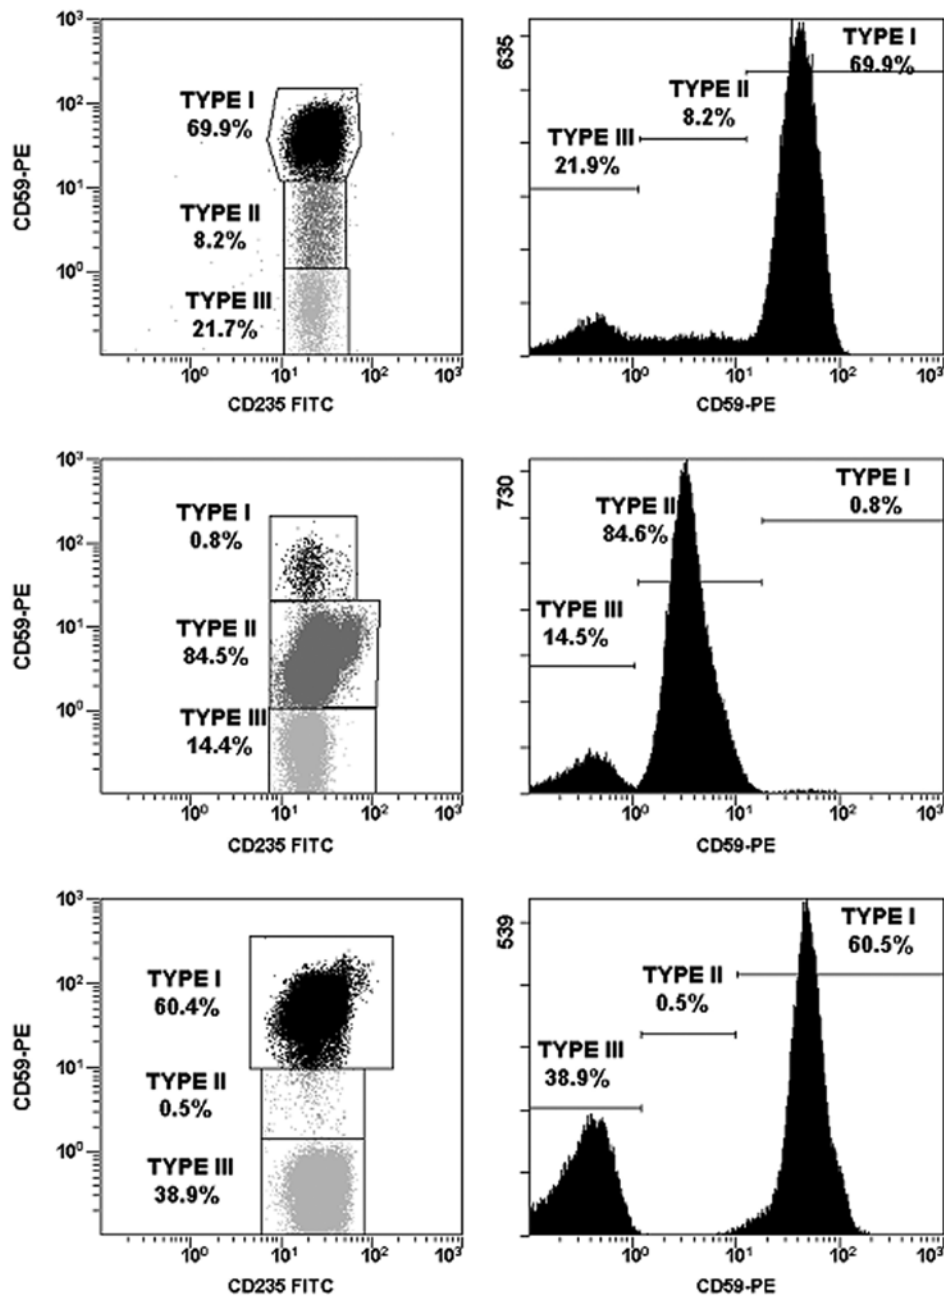 10³
10²
10¹
10⁰
CD59-PE
TYPE I
69.9%
TYPE II
8.2%
TYPE III
21.7%
10⁰ 10¹ 10² 10³
CD235 FITC
635
TYPE I
69.9%
TYPE II
8.2%
TYPE III
21.9%
10⁰ 10¹ 10² 10³
CD59-PE
10³
10²
10¹
10⁰
CD59-PE
TYPE I
0.8%
TYPE II
84.5%
TYPE III
14.4%
10⁰ 10¹ 10² 10³
CD235 FITC
730
TYPE I
0.8%
TYPE II
84.6%
TYPE III
14.5%
10⁰ 10¹ 10² 10³
CD59-PE
10³
10²
10¹
10⁰
CD59-PE
TYPE I
60.4%
TYPE II
0.5%
TYPE III
38.9%
10⁰ 10¹ 10² 10³
CD235 FITC
539
TYPE I
60.5%
TYPE II
0.5%
TYPE III
38.9%
10⁰ 10¹ 10² 10³
CD59-PE